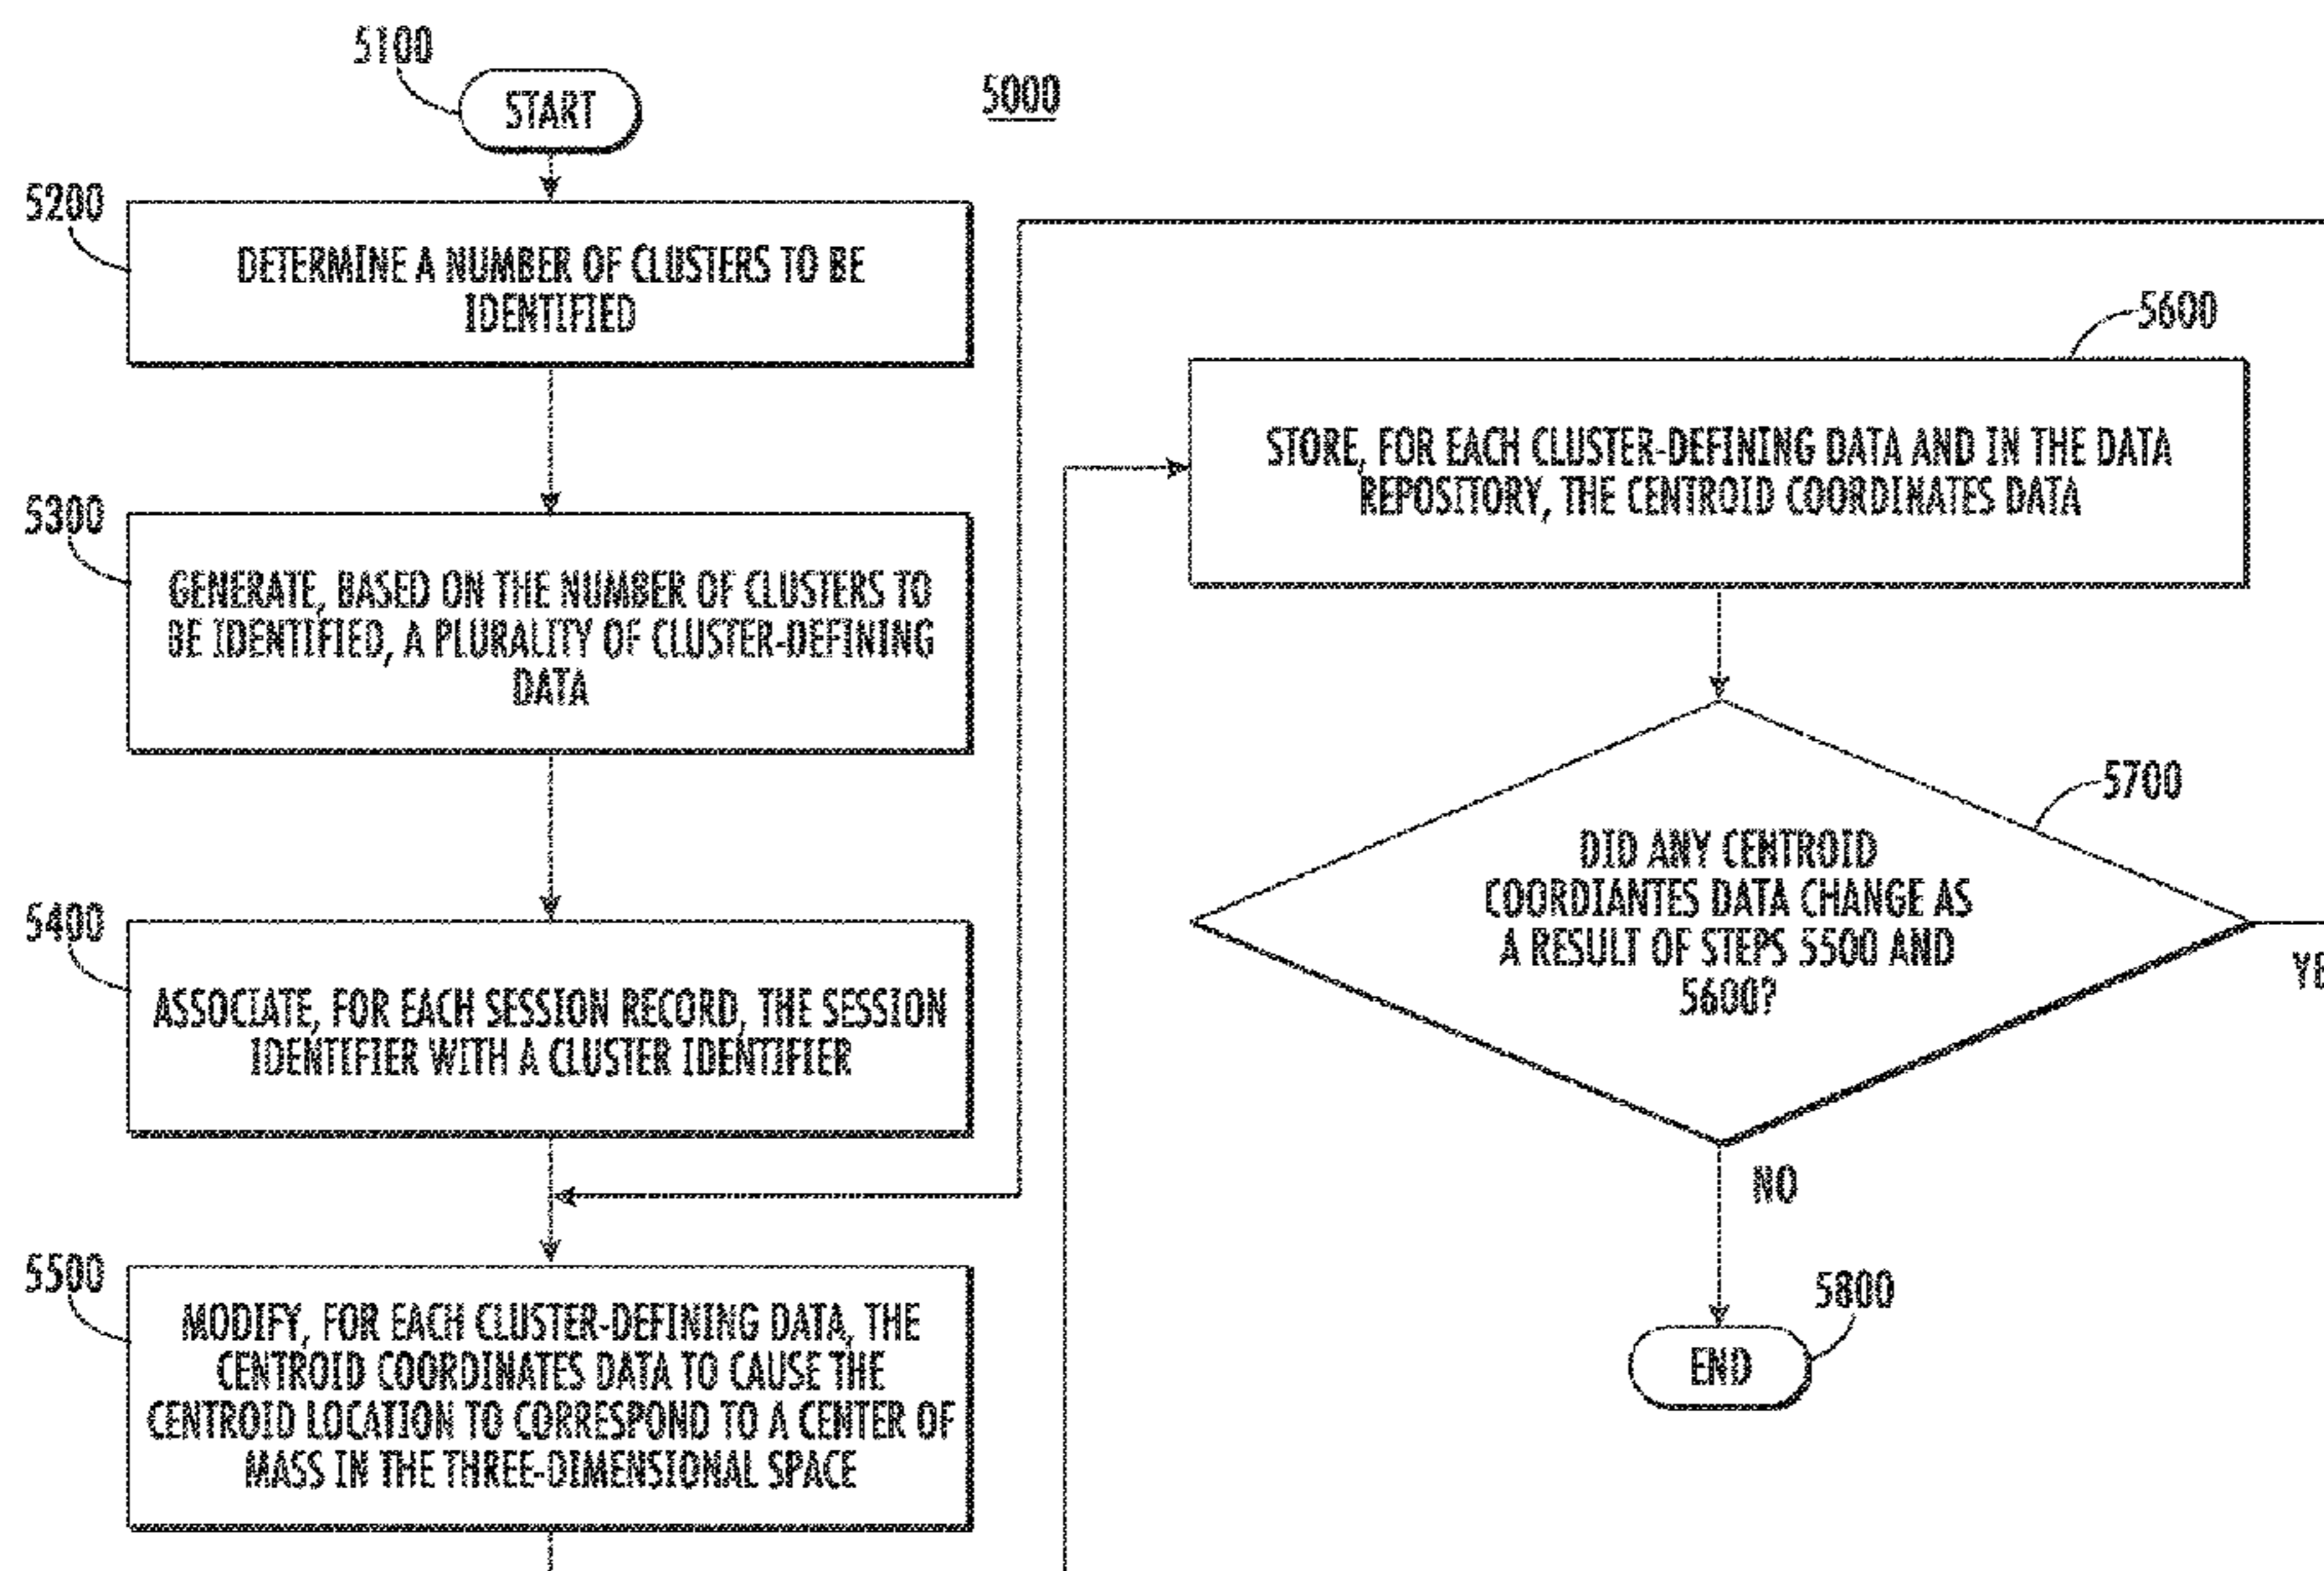 5100
START
5000
5200
DETERMINE A NUMBER OF CLUSTERS TO BE
IDENTIFIED
5300
GENERATE, BASED ON THE NUMBER OF CLUSTERS TO
BE IDENTIFIED, A PLURALITY OF CLUSTER-DEFINING
DATA
5400
ASSOCIATE, FOR EACH SESSION RECORD, THE SESSION
IDENTIFIER WITH A CLUSTER IDENTIFIER
5500
MODIFY, FOR EACH CLUSTER-DEFINING DATA, THE
CENTROID COORDINATES DATA TO CAUSE THE
CENTROID LOCATION TO CORRESPOND TO A CENTER OF
MASS IN THE THREE-DIMENSIONAL SPACE
5600
STORE, FOR EACH CLUSTER-DEFINING DATA AND IN THE DATA
REPOSITORY, THE CENTROID COORDINATES DATA
5700
DID ANY CENTROID
COORDIANTES DATA CHANGE AS
A RESULT OF STEPS 5500 AND
5600?
YE
NO
5800
END